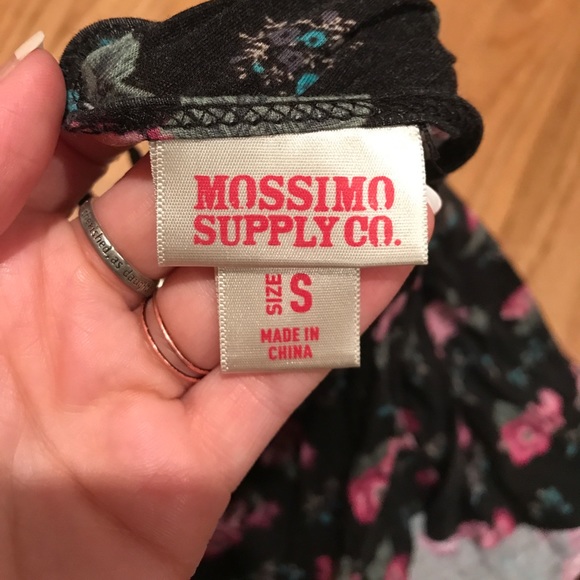 MOSSIMO
SUPPLY CO.
SIZE S
MADE IN
CHINA